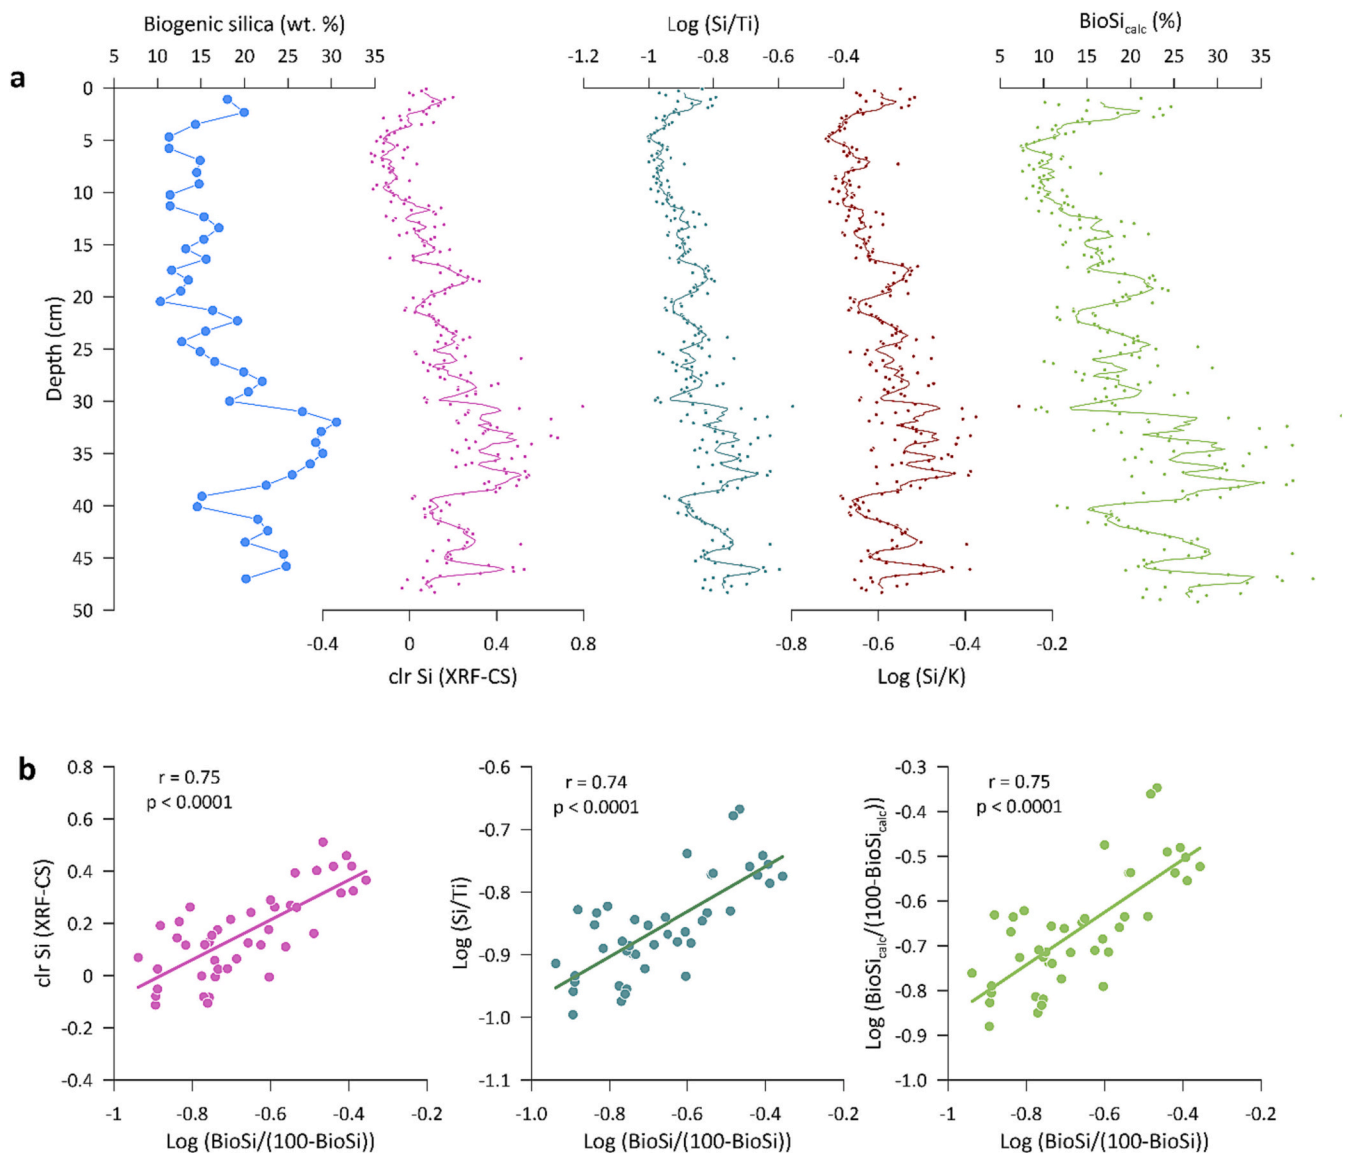 Biogenic silica (wt. %)
Log (Si/Ti)
BioSi_calc (%)
5 10 15 20 25 30 35
-1.2 -1 -0.8 -0.6 -0.4
5 10 15 20 25 30 35
a
0
5
10
15
20
25
30
35
40
45
50
Depth (cm)
-0.4 0 0.4 0.8
-0.8 -0.6 -0.4 -0.2
clr Si (XRF-CS)
Log (Si/K)
b
r = 0.75
p < 0.0001
0.8
0.6
0.4
0.2
0
-0.2
-0.4
clr Si (XRF-CS)
-1 -0.8 -0.6 -0.4 -0.2
Log (BioSi/(100-BioSi))
r = 0.74
p < 0.0001
-0.6
-0.7
-0.8
-0.9
-1.0
-1.1
Log (Si/Ti)
-1.0 -0.8 -0.6 -0.4 -0.2
Log (BioSi/(100-BioSi))
r = 0.75
p < 0.0001
-0.3
-0.4
-0.5
-0.6
-0.7
-0.8
-0.9
-1.0
Log (BioSi_calc/(100-BioSi_calc))
-1 -0.8 -0.6 -0.4 -0.2
Log (BioSi/(100-BioSi))